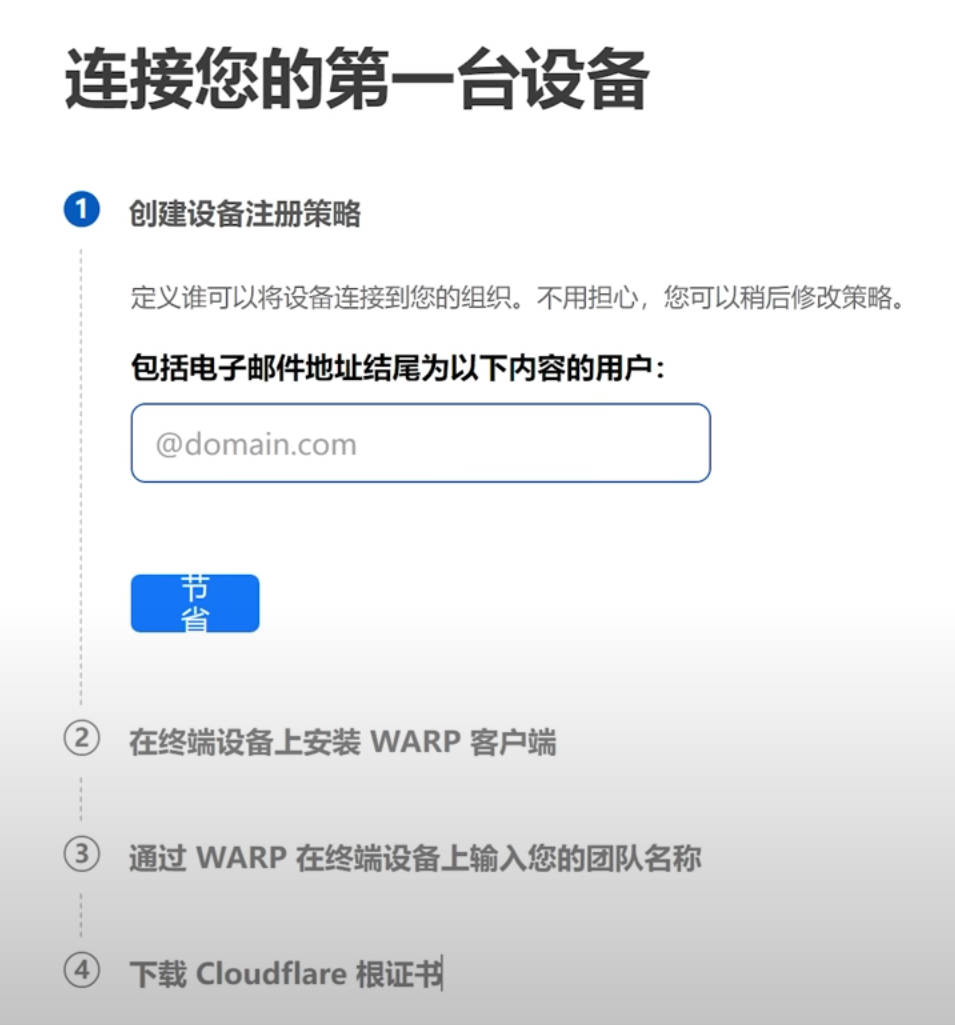 连接您的第一台设备
1 创建设备注册策略
定义谁可以将设备连接到您的组织。不用担心，您可以稍后修改策略。
包括电子邮件地址结尾为以下内容的用户：
@domain.com
节
省
2 在终端设备上安装 WARP 客户端
3 通过 WARP 在终端设备上输入您的团队名称
4 下载 Cloudflare 根证书